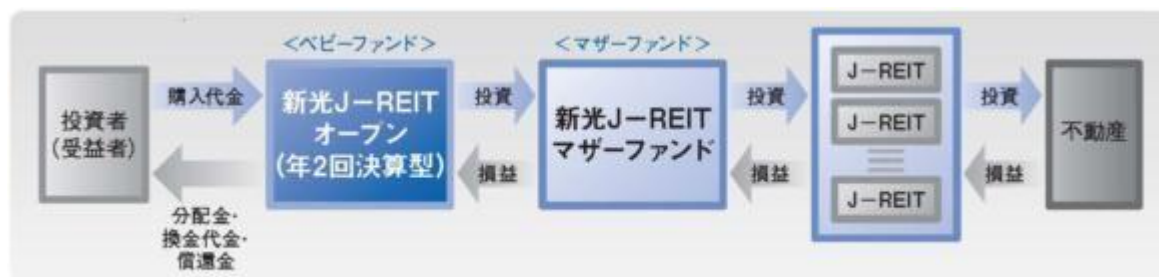 <ベビーファンド>
<マザーファンド>
投資者
(受益者)
購入代金
分配金・
換金代金・
償還金
新光J-REIT
オープン
(年2回決算型)
投資
損益
新光J-REIT
マザーファンド
投資
損益
J-REIT
J-REIT
J-REIT
投資
損益
不動産